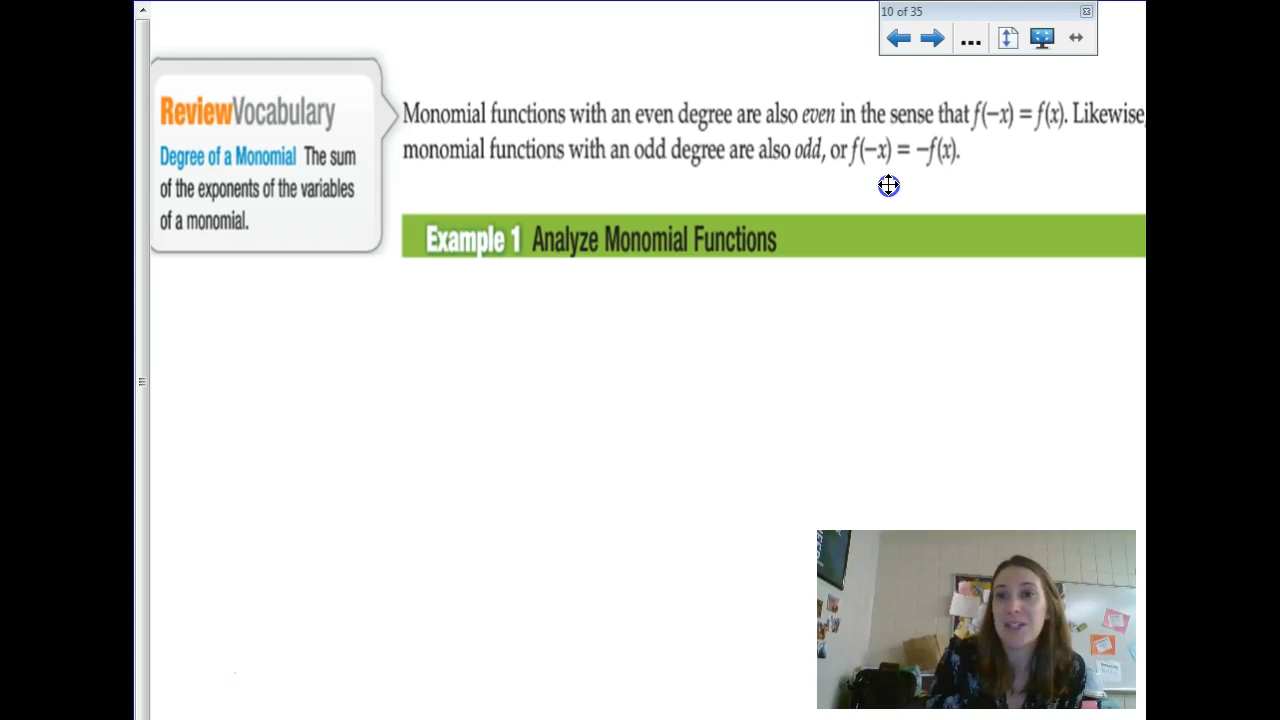 10 of 35
ReviewVocabulary
Degree of a Monomial The sum
of the exponents of the variables
of a monomial.
Monomial functions with an even degree are also even in the sense that f(−x) = f(x). Likewise,
monomial functions with an odd degree are also odd, or f(−x) = −f(x).
Example 1 Analyze Monomial Functions